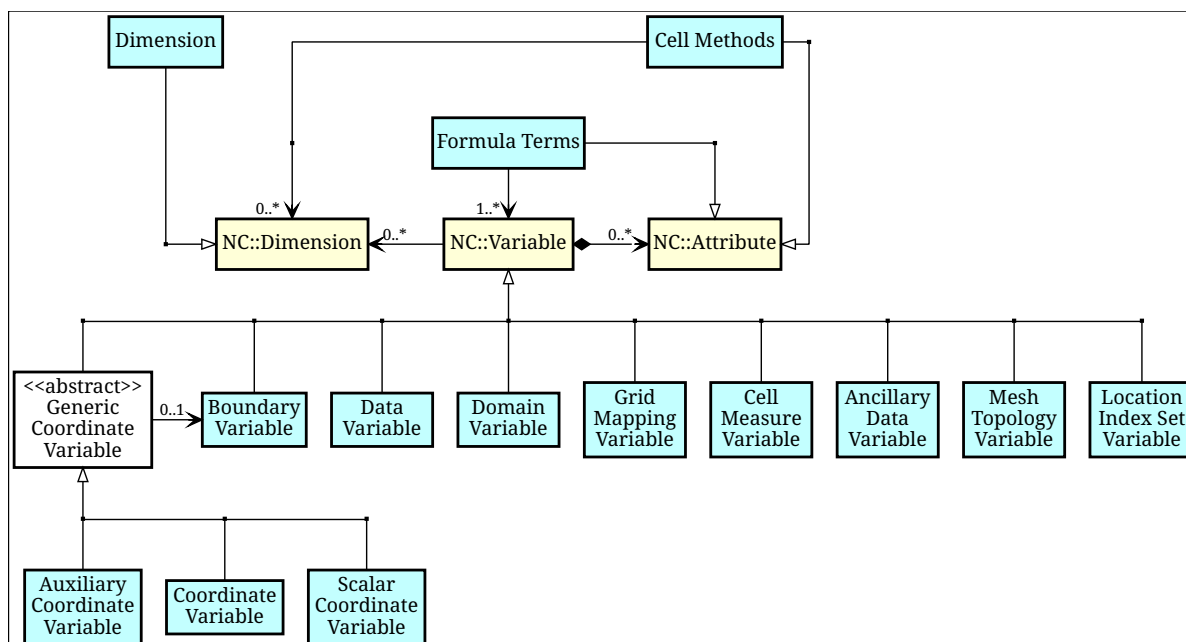 Dimension
Cell Methods
Formula Terms
0..*
1..*
NC::Dimension
0..*
NC::Variable
0..*
NC::Attribute
<<abstract>>
Generic
Coordinate
Variable
0..1
Boundary
Variable
Data
Variable
Domain
Variable
Grid
Mapping
Variable
Cell
Measure
Variable
Ancillary
Data
Variable
Mesh
Topology
Variable
Location
Index Set
Variable
Auxiliary
Coordinate
Variable
Coordinate
Variable
Scalar
Coordinate
Variable